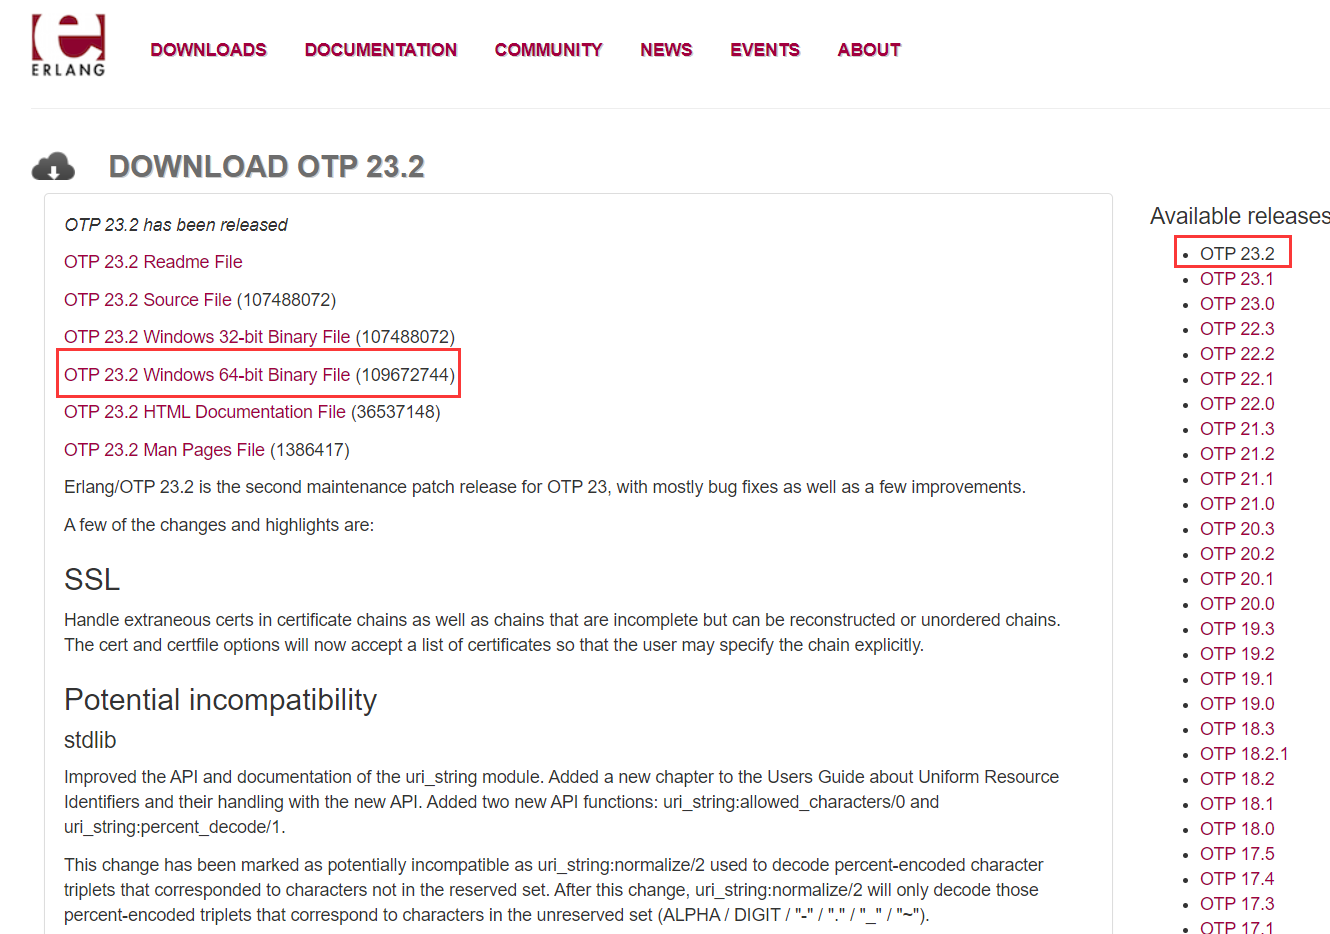 ERLANG
DOWNLOADS DOCUMENTATION COMMUNITY NEWS EVENTS ABOUT
DOWNLOAD OTP 23.2
OTP 23.2 has been released
OTP 23.2 Readme File
OTP 23.2 Source File (107488072)
OTP 23.2 Windows 32-bit Binary File (107488072)
OTP 23.2 Windows 64-bit Binary File (109672744)
OTP 23.2 HTML Documentation File (36537148)
OTP 23.2 Man Pages File (1386417)
Erlang/OTP 23.2 is the second maintenance patch release for OTP 23, with mostly bug fixes as well as a few improvements.
A few of the changes and highlights are:
SSL
Handle extraneous certs in certificate chains as well as chains that are incomplete but can be reconstructed or unordered chains.
The cert and certfile options will now accept a list of certificates so that the user may specify the chain explicitly.
Potential incompatibility
stdlib
Improved the API and documentation of the uri_string module. Added a new chapter to the Users Guide about Uniform Resource
Identifiers and their handling with the new API. Added two new API functions: uri_string:allowed_characters/0 and
uri_string:percent_decode/1.
This change has been marked as potentially incompatible as uri_string:normalize/2 used to decode percent-encoded character
triplets that corresponded to characters not in the reserved set. After this change, uri_string:normalize/2 will only decode those
percent-encoded triplets that correspond to characters in the unreserved set (ALPHA / DIGIT / "-" / "." / "_" / "~").
Available releases
OTP 23.2
OTP 23.1
OTP 23.0
OTP 22.3
OTP 22.2
OTP 22.1
OTP 22.0
OTP 21.3
OTP 21.2
OTP 21.1
OTP 21.0
OTP 20.3
OTP 20.2
OTP 20.1
OTP 20.0
OTP 19.3
OTP 19.2
OTP 19.1
OTP 19.0
OTP 18.3
OTP 18.2.1
OTP 18.2
OTP 18.1
OTP 18.0
OTP 17.5
OTP 17.4
OTP 17.3
OTP 17.1